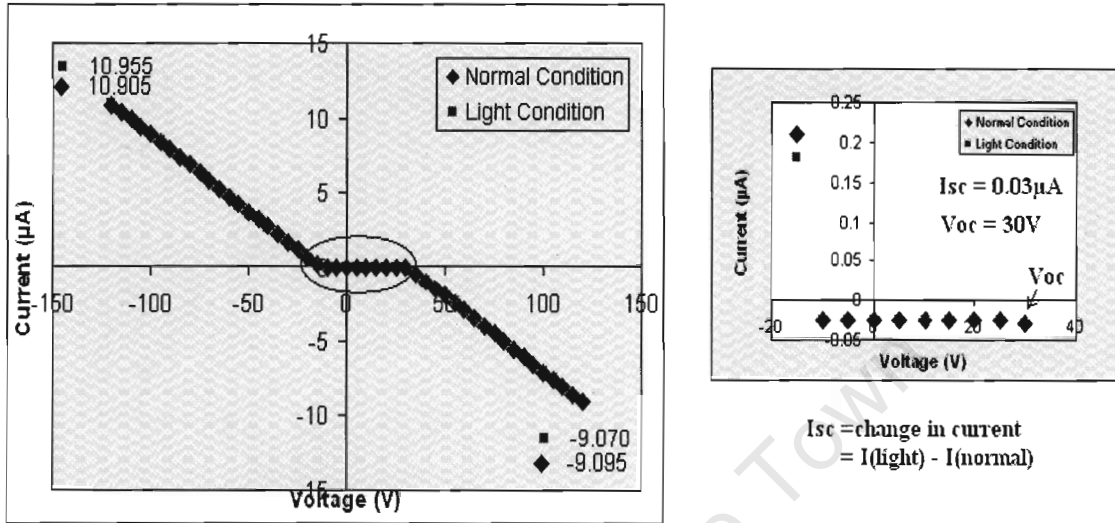 15
10.955
10.905
Normal Condition
Light Condition
10
5
-150
-100
-50
0
50
100
150
-5
-10
15
-9.070
-9.095
Current (µA)
Voltage (V)
0.25
Normal Condition
Light Condition
0.2
Isc = 0.03µA
0.15
Voc = 30V
0.1
0.05
Voc
0
-20
0
20
40
-0.05
Current (µA)
Voltage (V)
Isc =change in current
= I(light) - I(normal)
Town